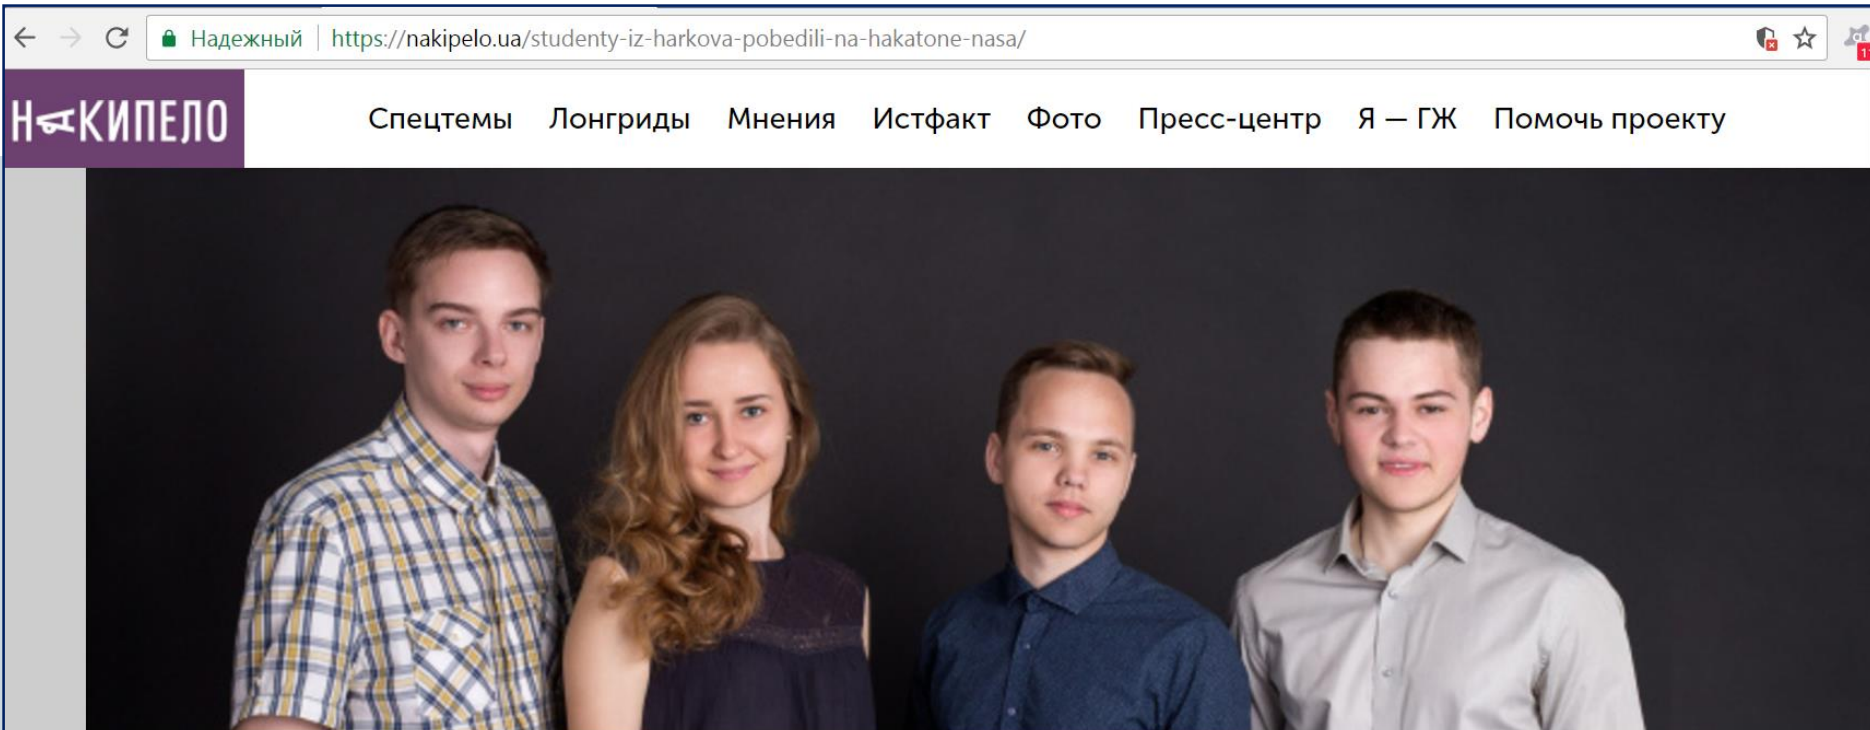 Надежный https://nakipelo.ua/studenty-iz-harkova-pobedili-na-hakatone-nasa/
НАКИПЕЛО Спецтемы Лонгриды Мнения Истфакт Фото Пресс-центр Я — ГЖ Помочь проекту